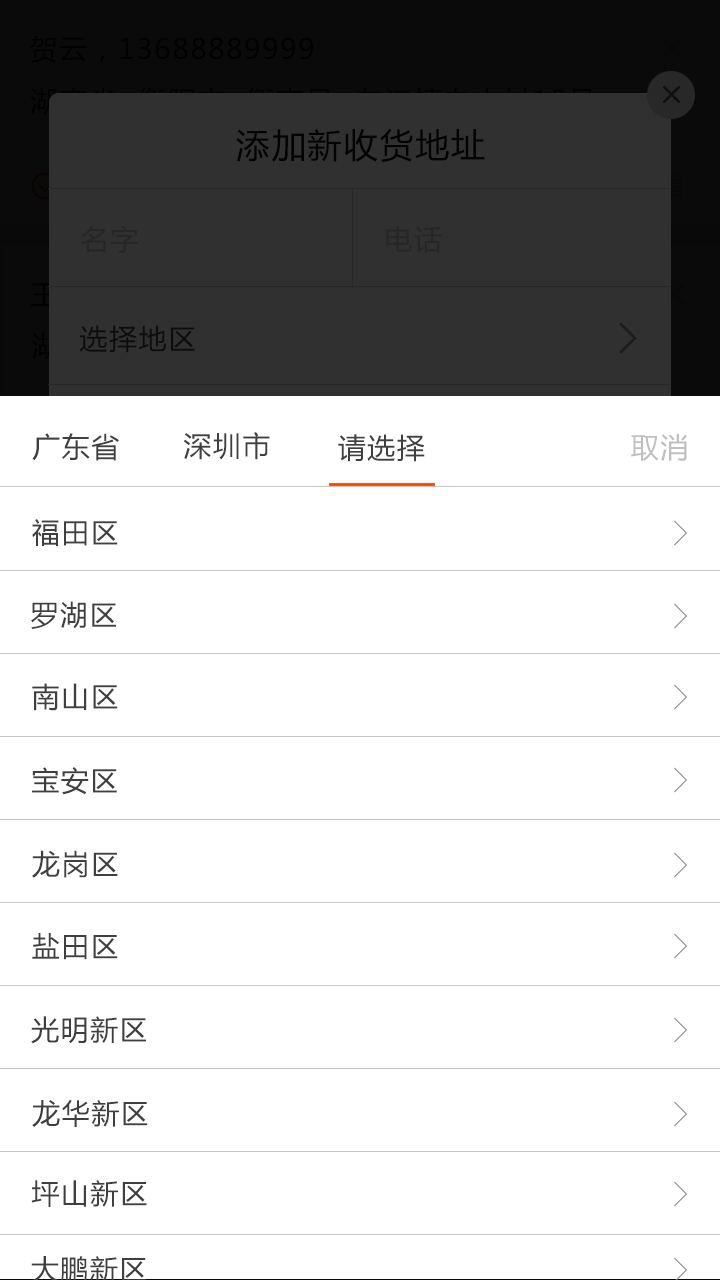 贺云，13688889999
添加新收货地址
名字 电话
选择地区
广东省 深圳市 请选择 取消
福田区
罗湖区
南山区
宝安区
龙岗区
盐田区
光明新区
龙华新区
坪山新区
大鹏新区